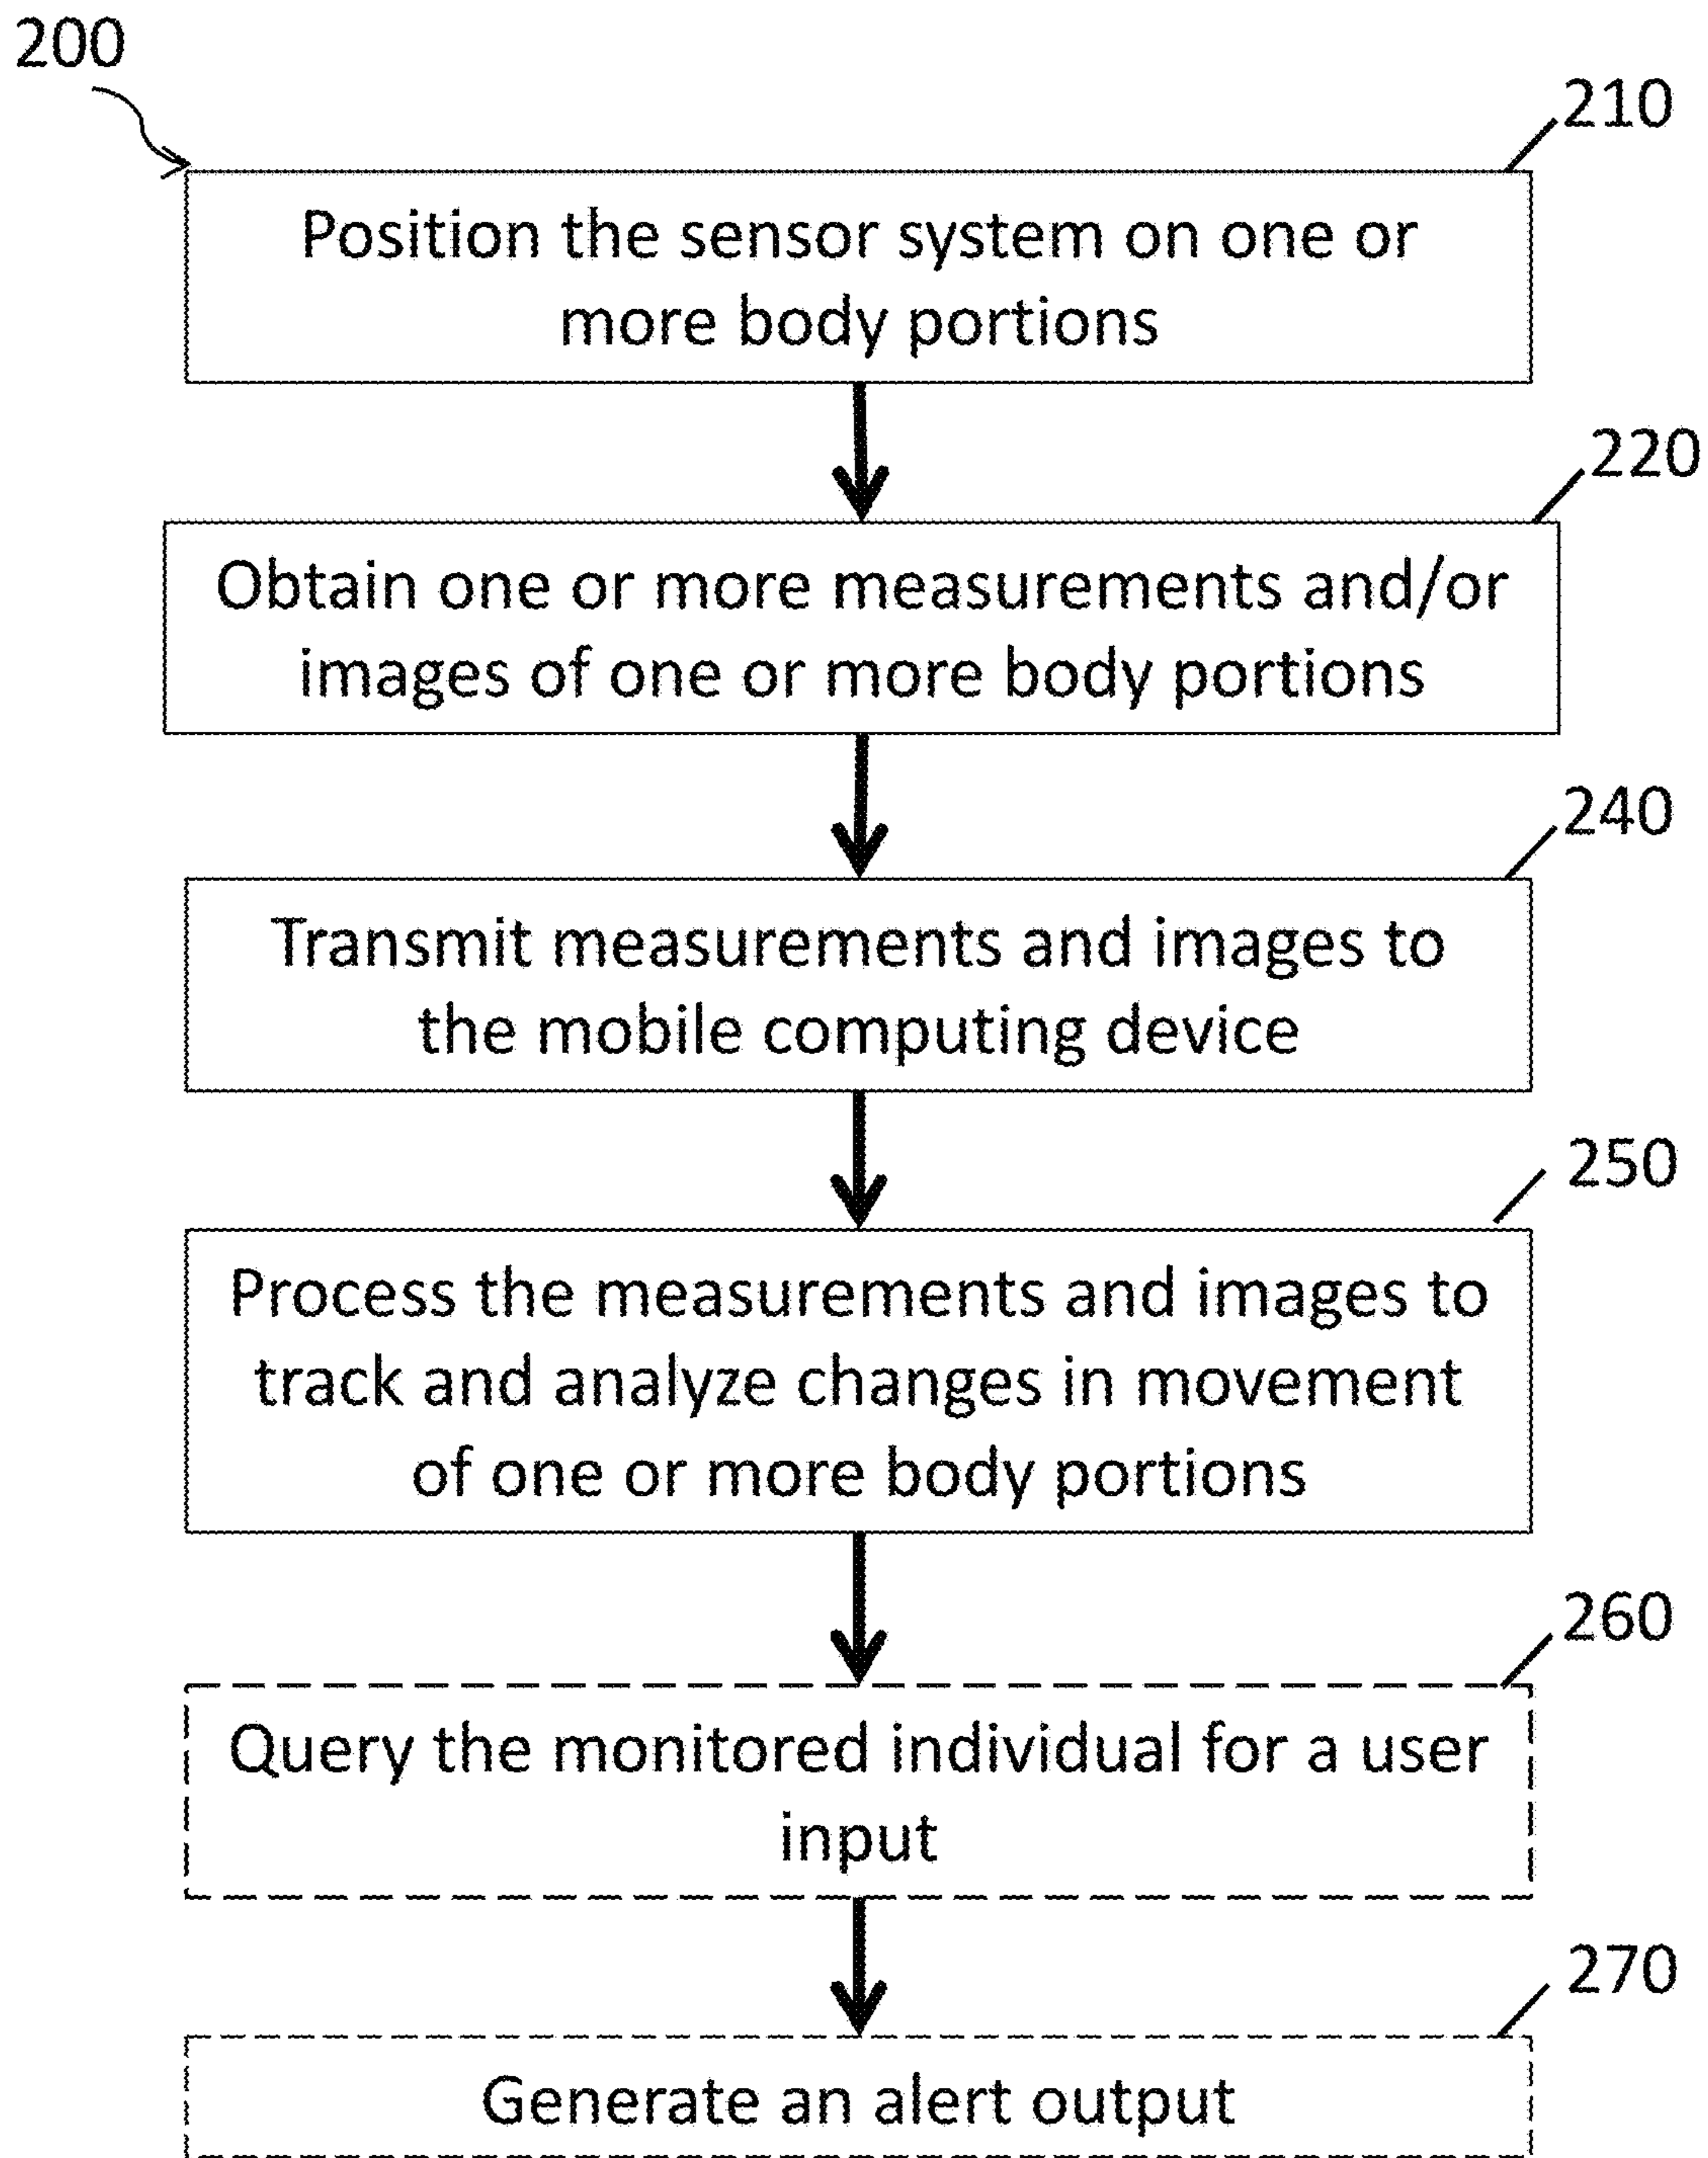 200
210
Position the sensor system on one or
more body portions
220
Obtain one or more measurements and/or
images of one or more body portions
240
Transmit measurements and images to
the mobile computing device
250
Process the measurements and images to
track and analyze changes in movement
of one or more body portions
260
Query the monitored individual for a user
input
270
Generate an alert output